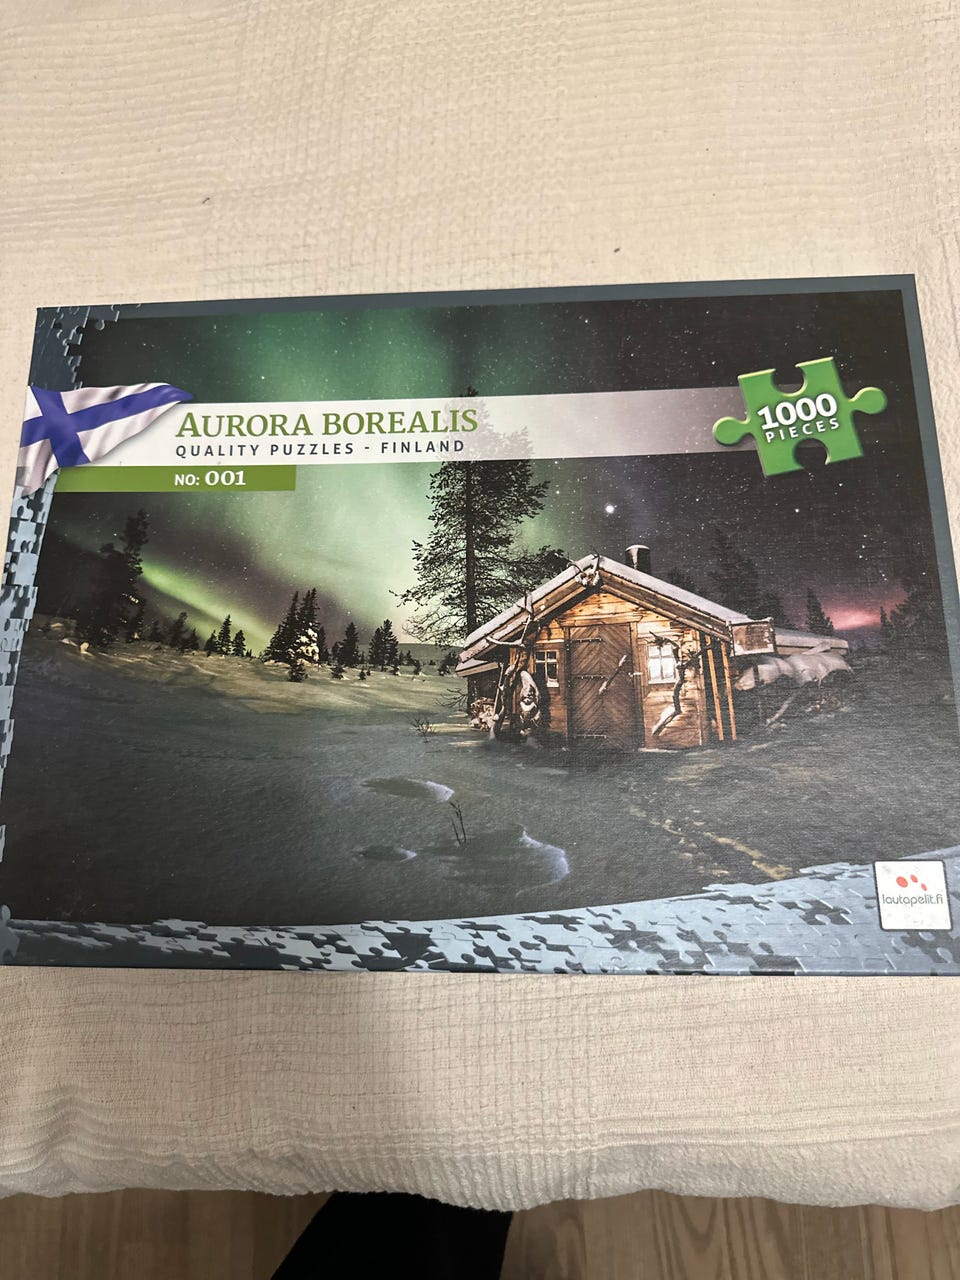 AURORA BOREALIS
QUALITY PUZZLES - FINLAND
NO: 001
1000
PIECES
lautapelit.fi